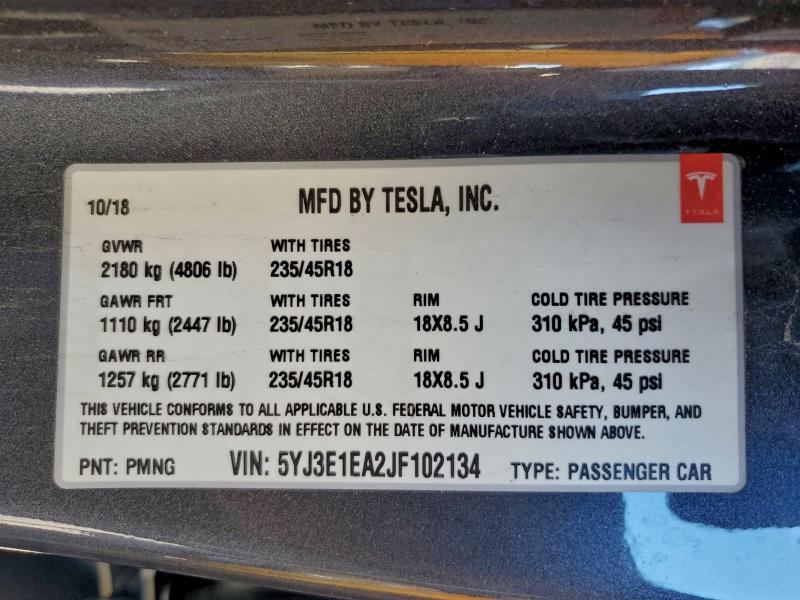 MFD BY TESLA, INC.
10/18
MFD BY TESLA, INC.
TESLA
GVWR WITH TIRES
2180 kg (4806 lb) 235/45R18
GAWR FRT WITH TIRES RIM COLD TIRE PRESSURE
1110 kg (2447 lb) 235/45R18 18X8.5 J 310 kPa, 45 psi
GAWR RR WITH TIRES RIM COLD TIRE PRESSURE
1257 kg (2771 lb) 235/45R18 18X8.5 J 310 kPa, 45 psi
THIS VEHICLE CONFORMS TO ALL APPLICABLE U.S. FEDERAL MOTOR VEHICLE SAFETY, BUMPER, AND
THEFT PREVENTION STANDARDS IN EFFECT ON THE DATE OF MANUFACTURE SHOWN ABOVE.
PNT: PMNG VIN: 5YJ3E1EA2JF102134 TYPE: PASSENGER CAR